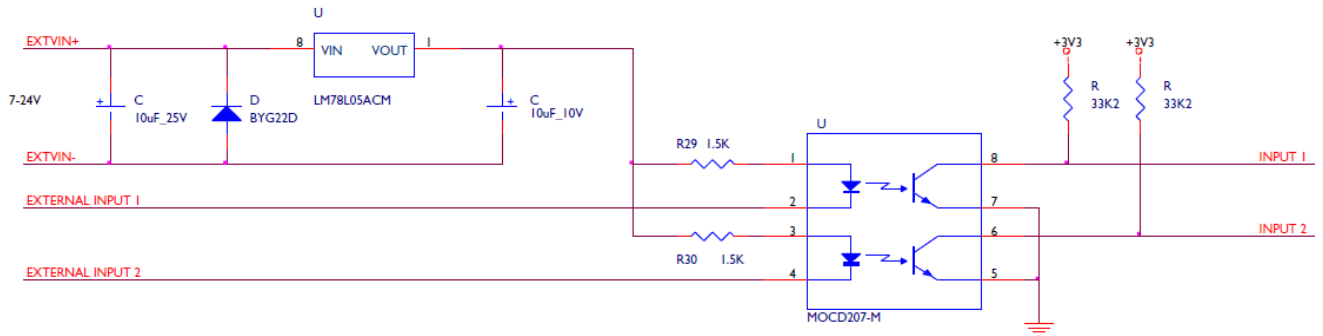 U
EXTVIN+
8
VIN
VOUT
1
+3V3
+3V3
7-24V
C
10uF_25V
D
BYG22D
LM78L05ACM
C
10uF_10V
R
33K2
R
33K2
EXTVIN-
U
R29 1.5K
1
8
INPUT 1
EXTERNAL INPUT 1
2
7
3
6
INPUT 2
R30 1.5K
EXTERNAL INPUT 2
4
5
MOCD207-M